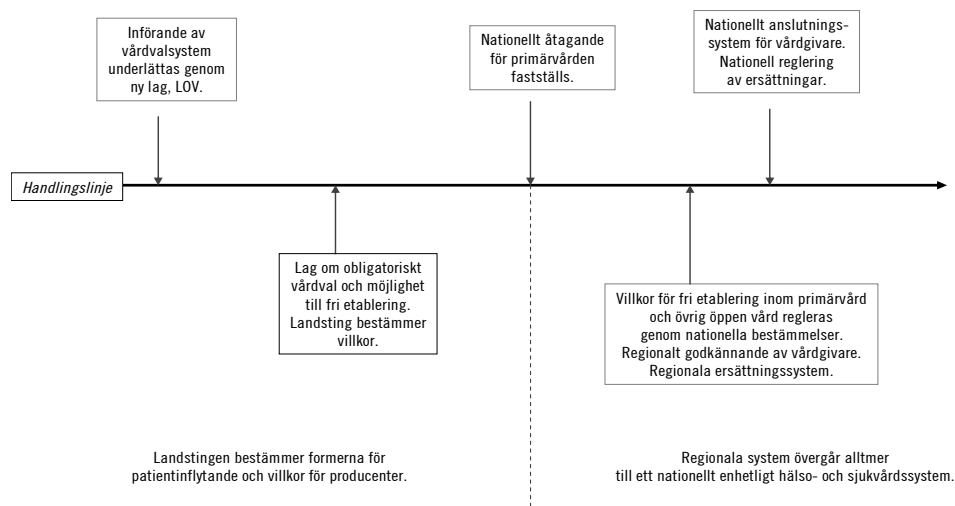 Införande av
vårdvalsystem
underlättas genom
ny lag, LOV.
Nationellt åtagande
för primärvården
fastställs.
Nationellt anslutnings-
system för vårdgivare.
Nationell reglering
av ersättningar.
Handlingslinje
Lag om obligatoriskt
vårdval och möjlighet
till fri etablering.
Landsting bestämmer
villkor.
Villkor för fri etablering inom primärvård
och övrig öppen vård regleras
genom nationella bestämmelser.
Regionalt godkännande av vårdgivare.
Regionala ersättningssystem.
Landstingen bestämmer formerna för
patientinflytande och villkor för producenter.
Regionala system övergår alltmer
till ett nationellt enhetligt hälso- och sjukvårdssystem.